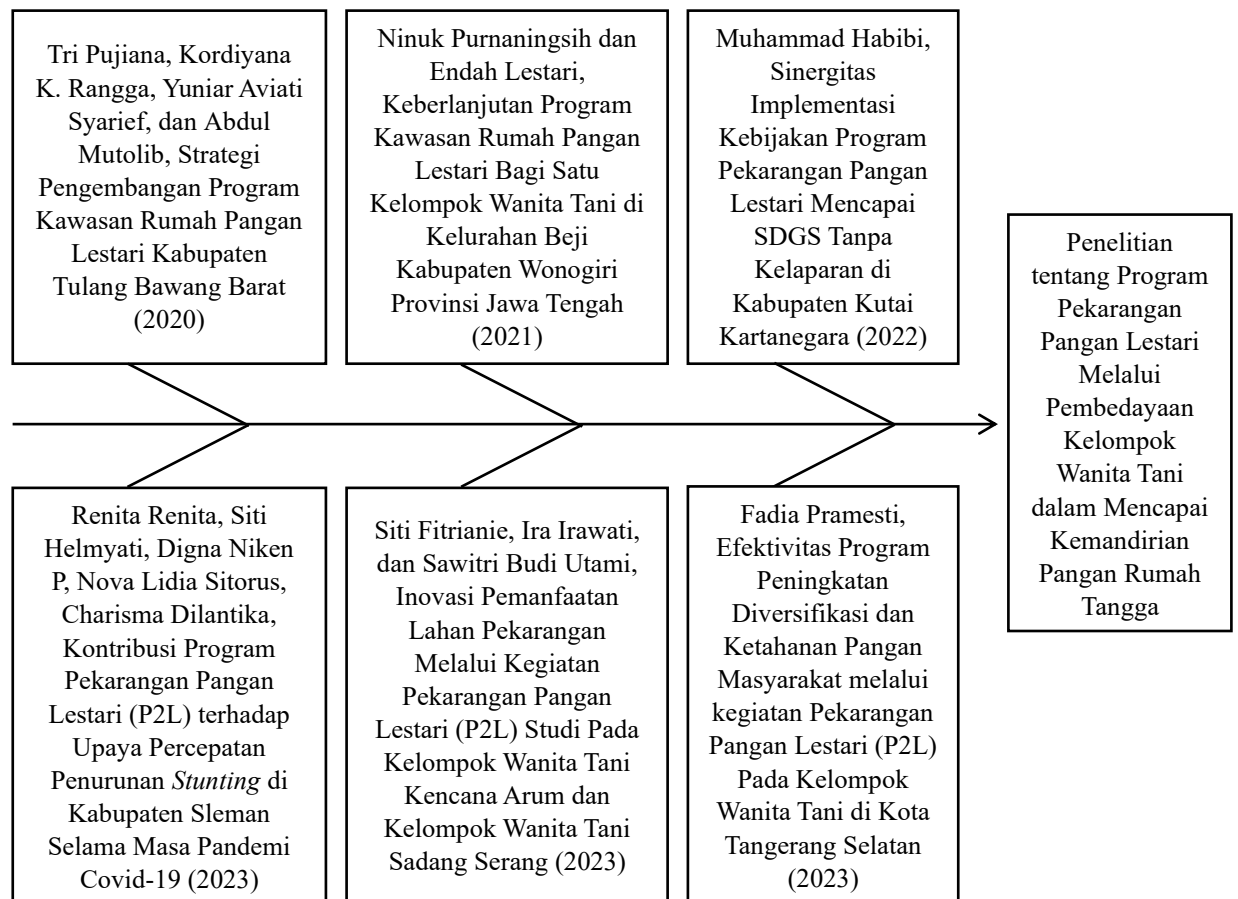 Tri Pujiana, Kordiyana
K. Rangga, Yuniar Aviati
Syarief, dan Abdul
Mutolib, Strategi
Pengembangan Program
Kawasan Rumah Pangan
Lestari Kabupaten
Tulang Bawang Barat
(2020)
Ninuk Purnaningsih dan
Endah Lestari,
Keberlanjutan Program
Kawasan Rumah Pangan
Lestari Bagi Satu
Kelompok Wanita Tani di
Kelurahan Beji
Kabupaten Wonogiri
Provinsi Jawa Tengah
(2021)
Muhammad Habibi,
Sinergitas
Implementasi
Kebijakan Program
Pekarangan Pangan
Lestari Mencapai
SDGS Tanpa
Kelaparan di
Kabupaten Kutai
Kartanegara (2022)
Penelitian
tentang Program
Pekarangan
Pangan Lestari
Melalui
Pembedayaan
Kelompok
Wanita Tani
dalam Mencapai
Kemandirian
Pangan Rumah
Tangga
Renita Renita, Siti
Helmyati, Digna Niken
P, Nova Lidia Sitorus,
Charisma Dilantika,
Kontribusi Program
Pekarangan Pangan
Lestari (P2L) terhadap
Upaya Percepatan
Penurunan Stunting di
Kabupaten Sleman
Selama Masa Pandemi
Covid-19 (2023)
Siti Fitrianie, Ira Irawati,
dan Sawitri Budi Utami,
Inovasi Pemanfaatan
Lahan Pekarangan
Melalui Kegiatan
Pekarangan Pangan
Lestari (P2L) Studi Pada
Kelompok Wanita Tani
Kencana Arum dan
Kelompok Wanita Tani
Sadang Serang (2023)
Fadia Pramesti,
Efektivitas Program
Peningkatan
Diversifikasi dan
Ketahanan Pangan
Masyarakat melalui
kegiatan Pekarangan
Pangan Lestari (P2L)
Pada Kelompok
Wanita Tani di Kota
Tangerang Selatan
(2023)